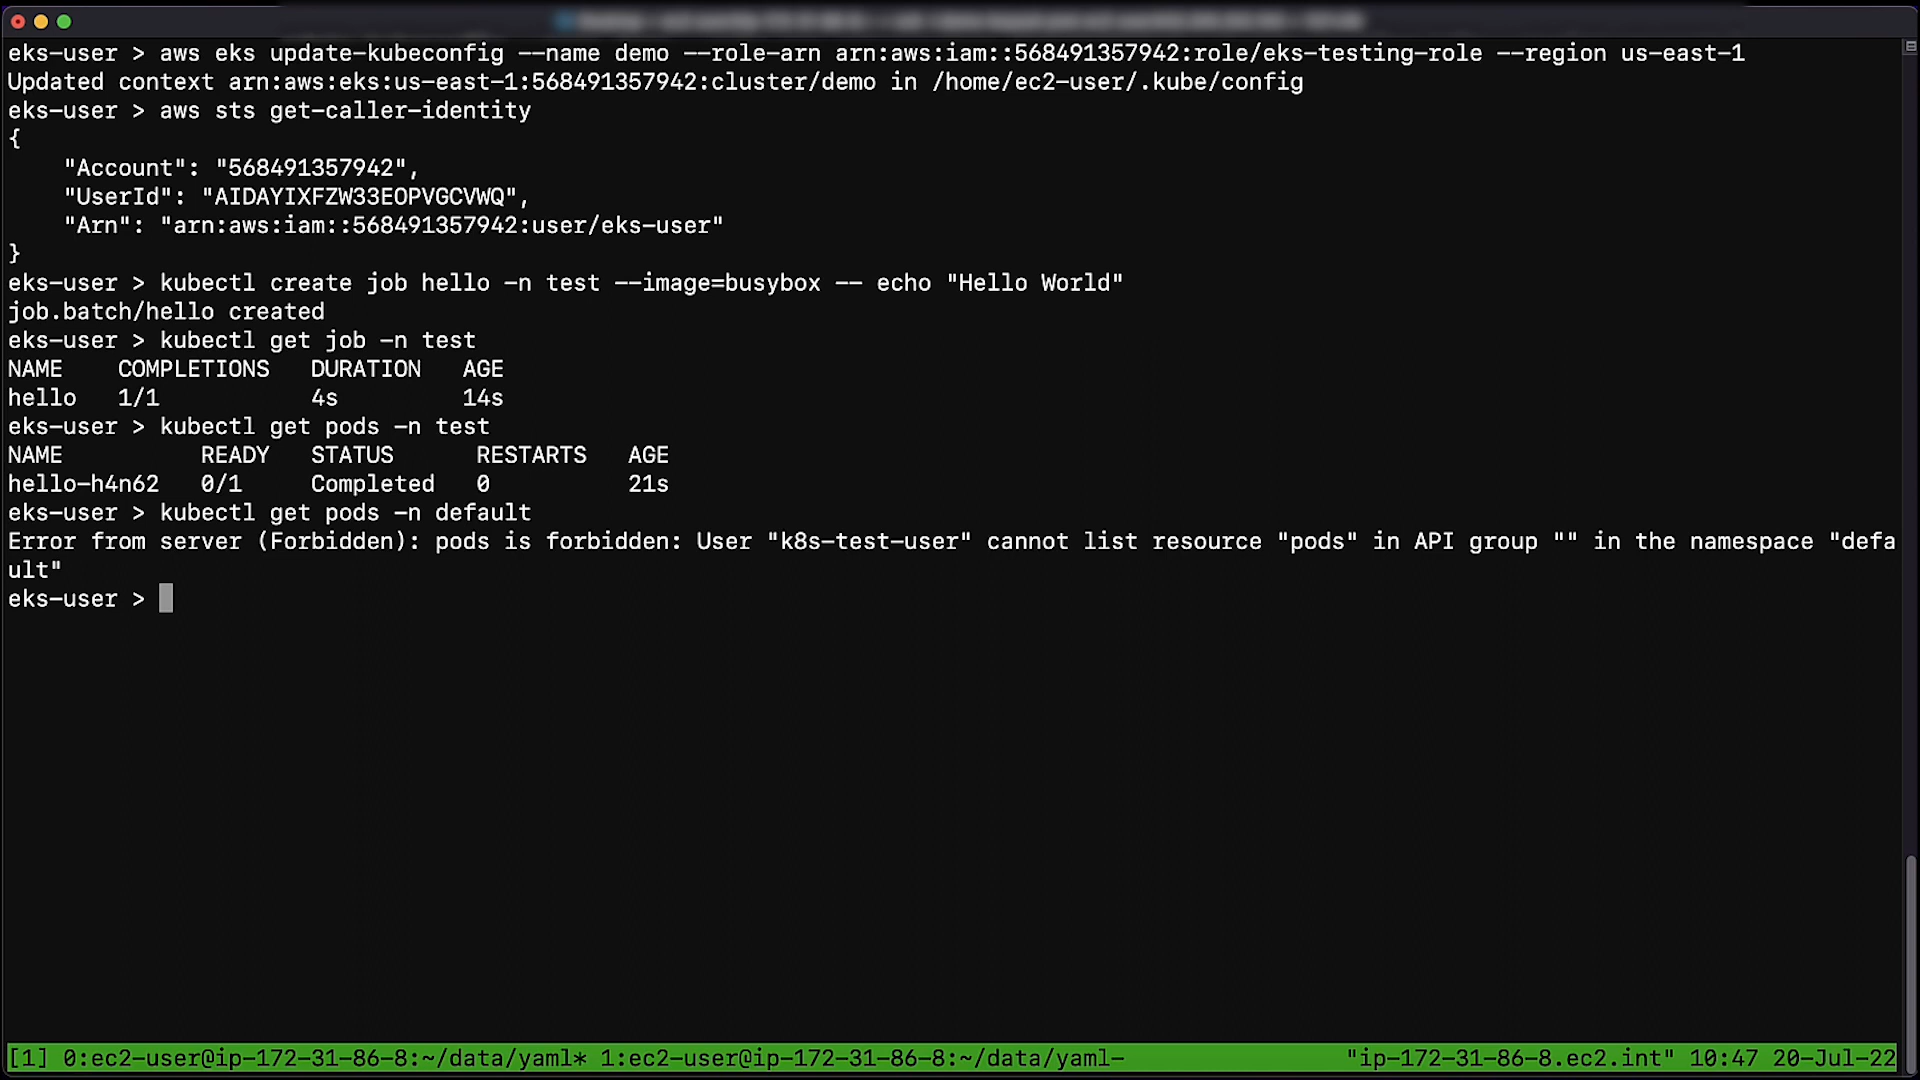 eks-user > aws eks update-kubeconfig --name demo --role-arn arn:aws:iam::568491357942:role/eks-testing-role --region us-east-1
Updated context arn:aws:eks:us-east-1:568491357942:cluster/demo in /home/ec2-user/.kube/config
eks-user > aws sts get-caller-identity
{
    "Account": "568491357942",
    "UserId": "AIDAYIXFZW33EOPVGCVWQ",
    "Arn": "arn:aws:iam::568491357942:user/eks-user"
}
eks-user > kubectl create job hello -n test --image=busybox -- echo "Hello World"
job.batch/hello created
eks-user > kubectl get job -n test
NAME    COMPLETIONS   DURATION   AGE
hello   1/1           4s         14s
eks-user > kubectl get pods -n test
NAME          READY   STATUS      RESTARTS   AGE
hello-h4n62   0/1     Completed   0          21s
eks-user > kubectl get pods -n default
Error from server (Forbidden): pods is forbidden: User "k8s-test-user" cannot list resource "pods" in API group "" in the namespace "defa
ult"
eks-user >
[1] 0:ec2-user@ip-172-31-86-8:~/data/yaml* 1:ec2-user@ip-172-31-86-8:~/data/yaml- "ip-172-31-86-8.ec2.int" 10:47 20-Jul-22